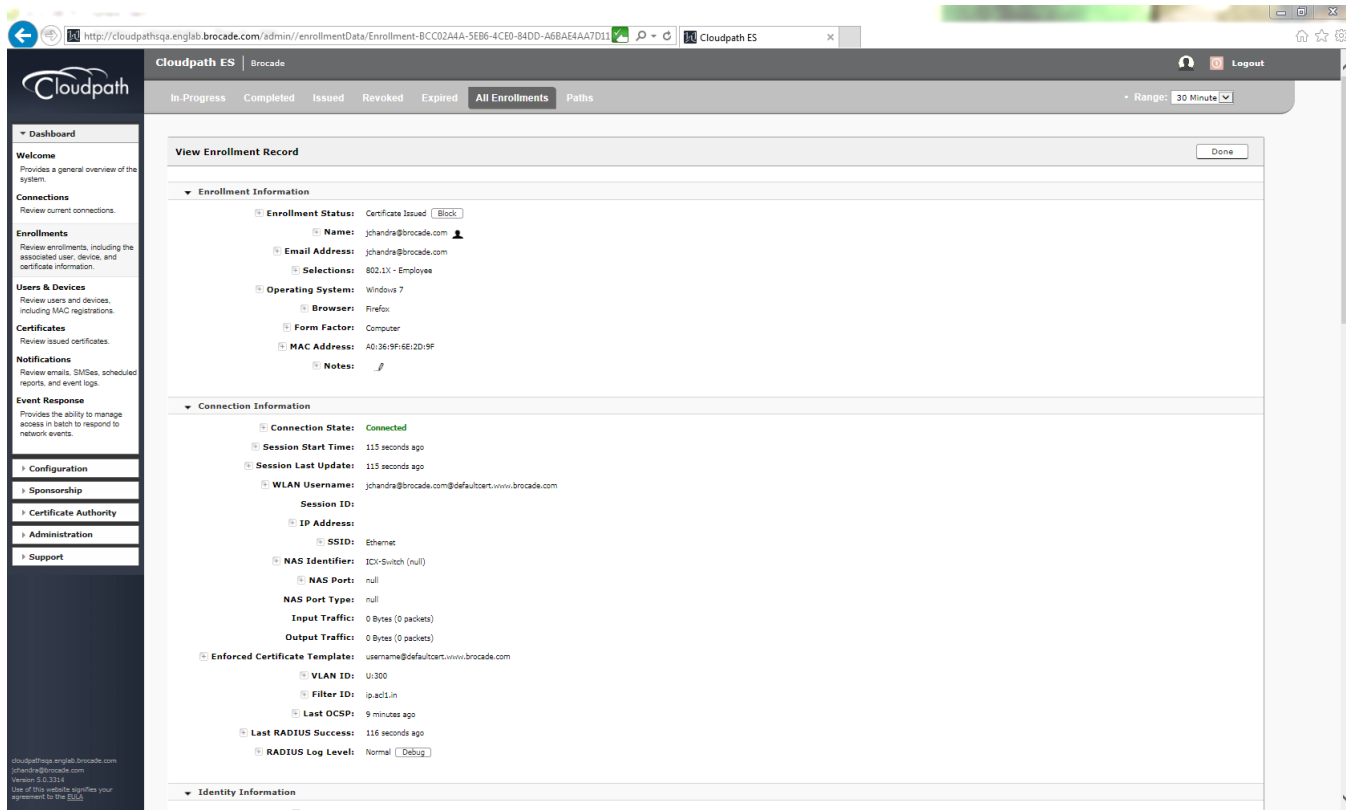 http://cloudpathsqa.englab.brocade.com/admin//enrollmentData/Enrollment-BCC02A4A-5EB6-4CE0-84DD-A6BAE4AA7D11
Cloudpath ES
Cloudpath
Cloudpath ES | Brocade
Logout
In-Progress Completed Issued Revoked Expired All Enrollments Paths
Range: 30 Minute
Dashboard
Welcome
Provides a general overview of the
system.
Connections
Review current connections.
Enrollments
Review enrollments, including the
associated user, device, and
certificate information.
Users & Devices
Review users and devices,
including MAC registrations.
Certificates
Review issued certificates.
Notifications
Review emails, SMSes, scheduled
reports, and event logs.
Event Response
Provides the ability to manage
access in batch to respond to
network events.
Configuration
Sponsorship
Certificate Authority
Administration
Support
cloudpathsqa.englab.brocade.com
jchandra@brocade.com
Version 5.0.3314
Use of this website signifies your
agreement to the EULA
View Enrollment Record
Done
Enrollment Information
Enrollment Status: Certificate Issued Block
Name: jchandra@brocade.com
Email Address: jchandra@brocade.com
Selections: 802.1X - Employee
Operating System: Windows 7
Browser: Firefox
Form Factor: Computer
MAC Address: A0:36:9F:6E:2D:9F
Notes:
Connection Information
Connection State: Connected
Session Start Time: 115 seconds ago
Session Last Update: 115 seconds ago
WLAN Username: jchandra@brocade.com@defaultcert.www.brocade.com
Session ID:
IP Address:
SSID: Ethernet
NAS Identifier: ICX-Switch (null)
NAS Port: null
NAS Port Type: null
Input Traffic: 0 Bytes (0 packets)
Output Traffic: 0 Bytes (0 packets)
Enforced Certificate Template: username@defaultcert.www.brocade.com
VLAN ID: U:300
Filter ID: ip.acl1.in
Last OCSP: 9 minutes ago
Last RADIUS Success: 116 seconds ago
RADIUS Log Level: Normal Debug
Identity Information